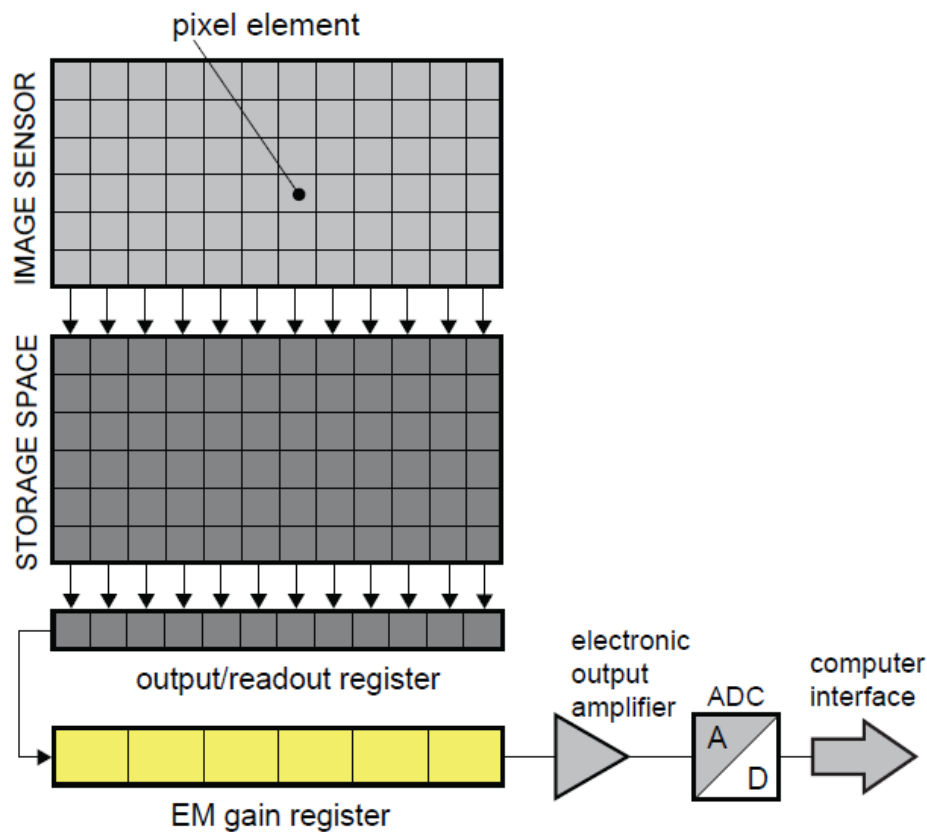 pixel element
IMAGE SENSOR
STORAGE SPACE
output/readout register
EM gain register
electronic
output
amplifier
ADC
A
D
computer
interface